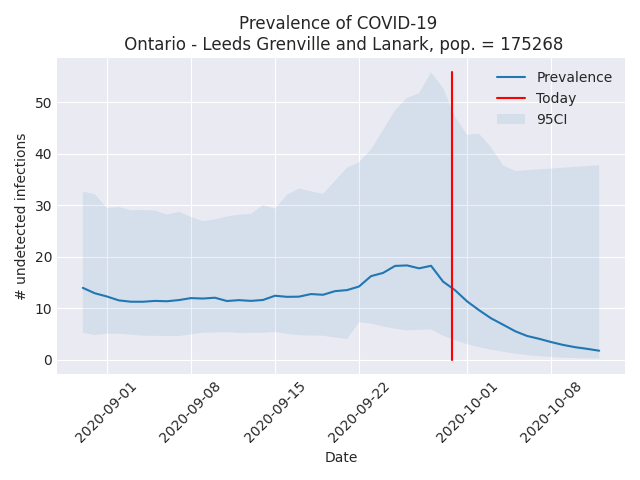 Prevalence of COVID-19
Ontario - Leeds Grenville and Lanark, pop. = 175268
Prevalence
Today
95CI
# undetected infections
50
40
30
20
10
0
2020-09-01
2020-09-08
2020-09-15
2020-09-22
2020-10-01
2020-10-08
Date